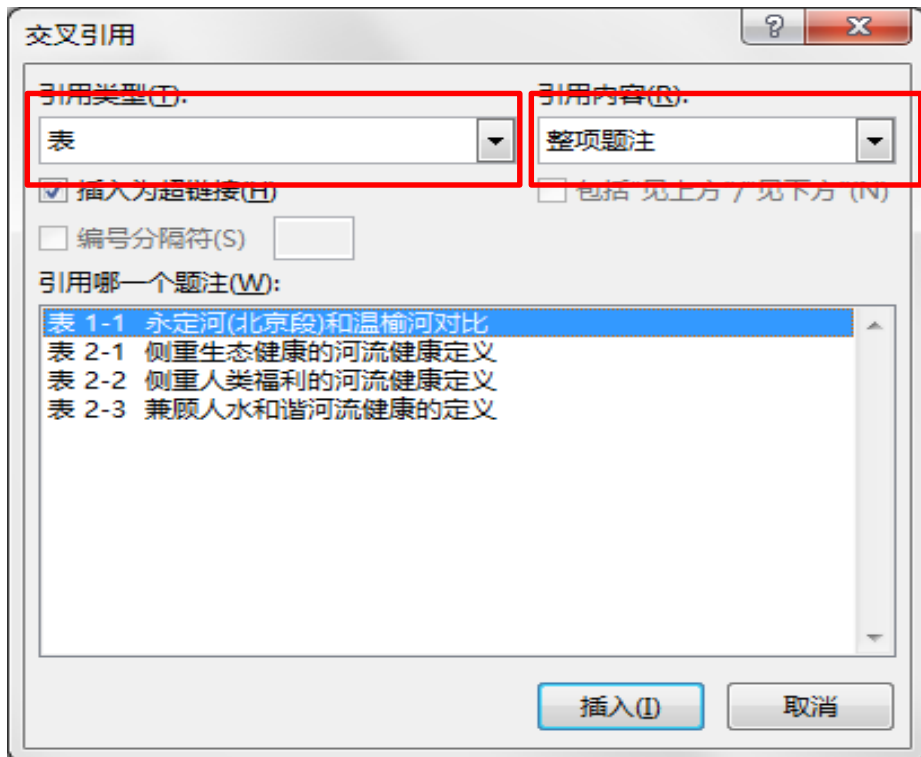 交叉引用
引用类型(T): 引用内容(R):
表 整项题注
插入为超链接(H) 包括"见上方"/"见下方"(N)
编号分隔符(S)
引用哪一个题注(W):
表 1-1 永定河(北京段)和温榆河对比
表 2-1 侧重生态健康的河流健康定义
表 2-2 侧重人类福利的河流健康定义
表 2-3 兼顾人水和谐河流健康的定义
插入(I) 取消